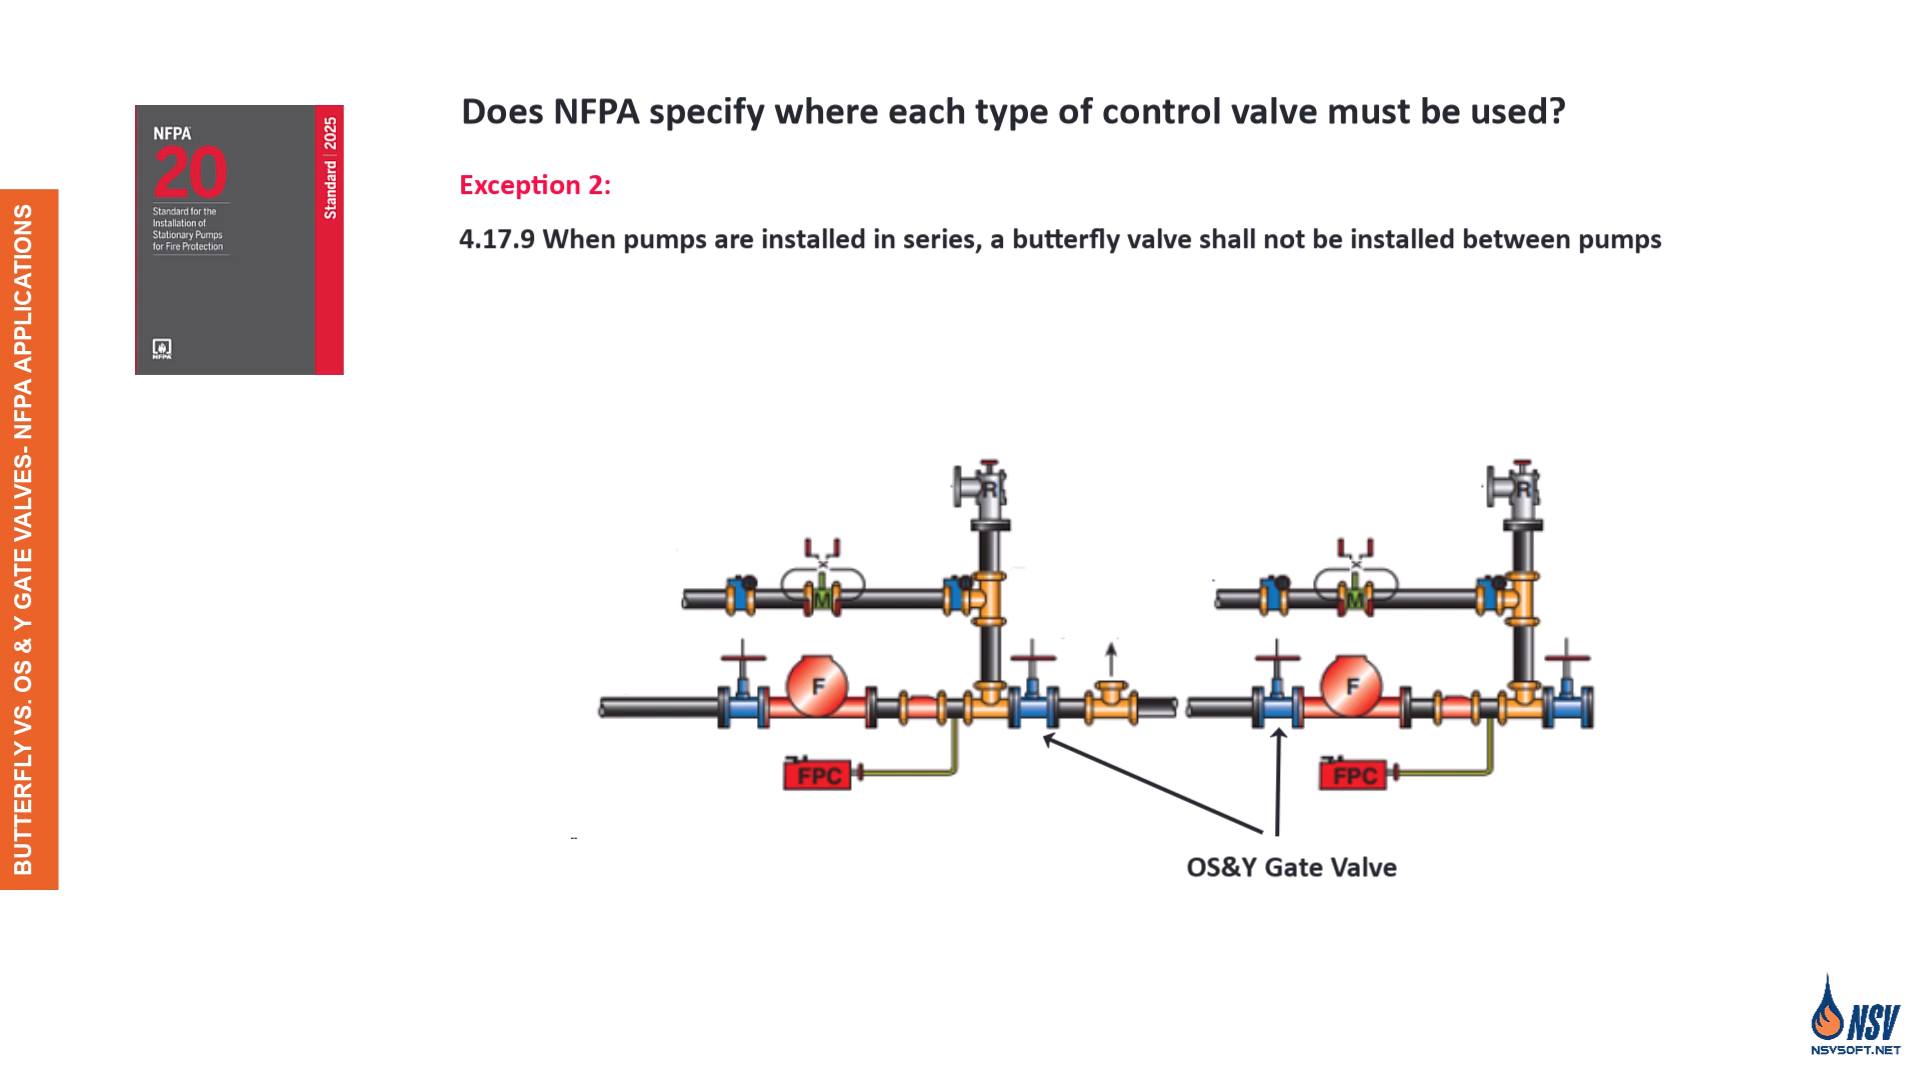 Does NFPA specify where each type of control valve must be used?
NFPA
20
Standard for the
Installation of
Stationary Pumps
for Fire Protection
Standard | 2025
NFPA
Exception 2:
4.17.9 When pumps are installed in series, a butterfly valve shall not be installed between pumps
BUTTERFLY VS. OS & Y GATE VALVES- NFPA APPLICATIONS
R
R
M
M
F
F
FPC
FPC
OS&Y Gate Valve
NSV
NSVSOFT.NET